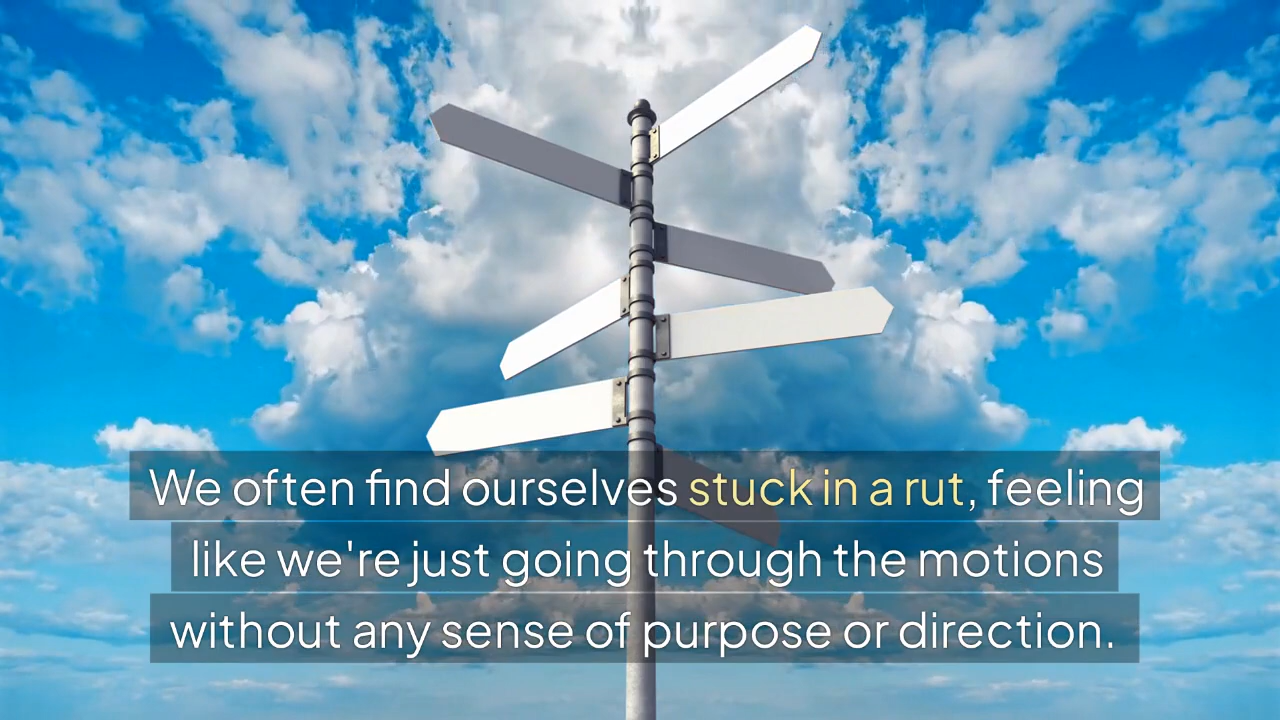 We often find ourselves stuck in a rut, feeling
like we're just going through the motions
without any sense of purpose or direction.